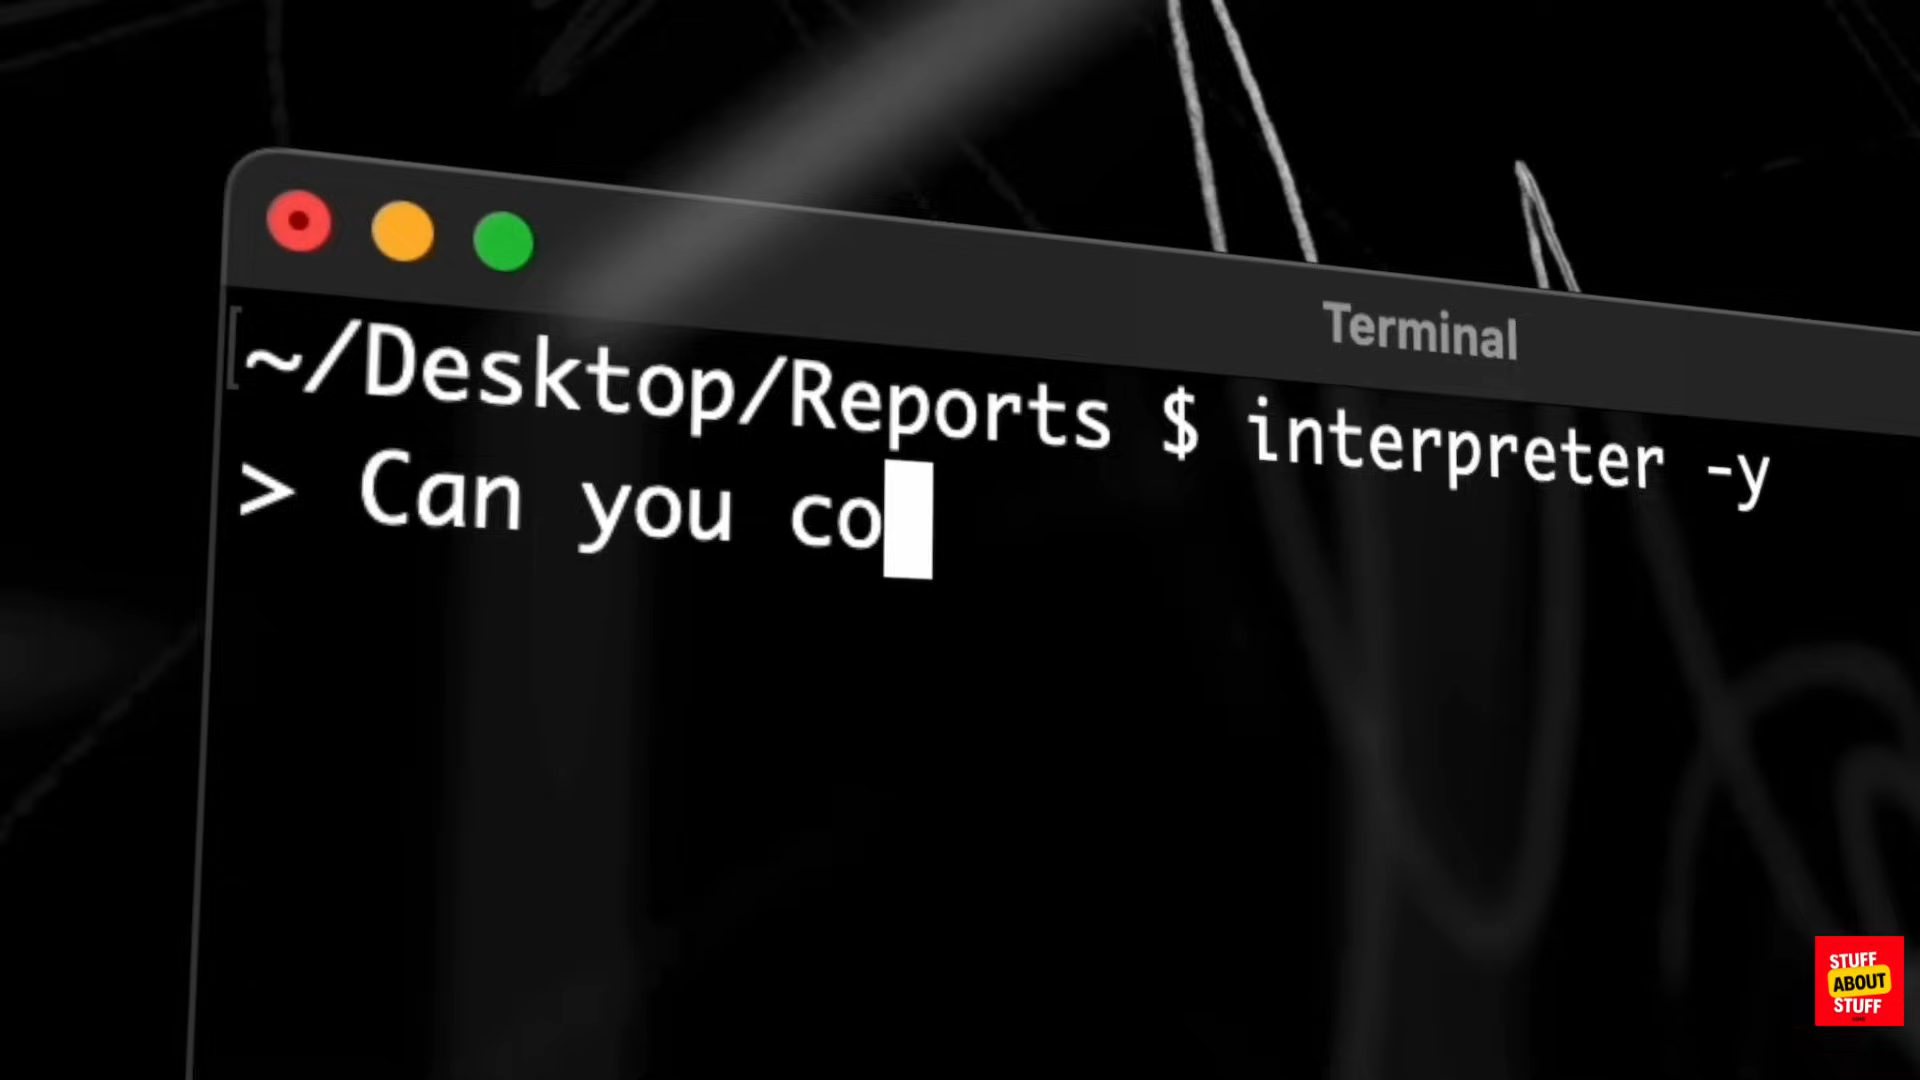 Terminal
~/Desktop/Reports $ interpreter -y
> Can you co
STUFF
ABOUT
STUFF